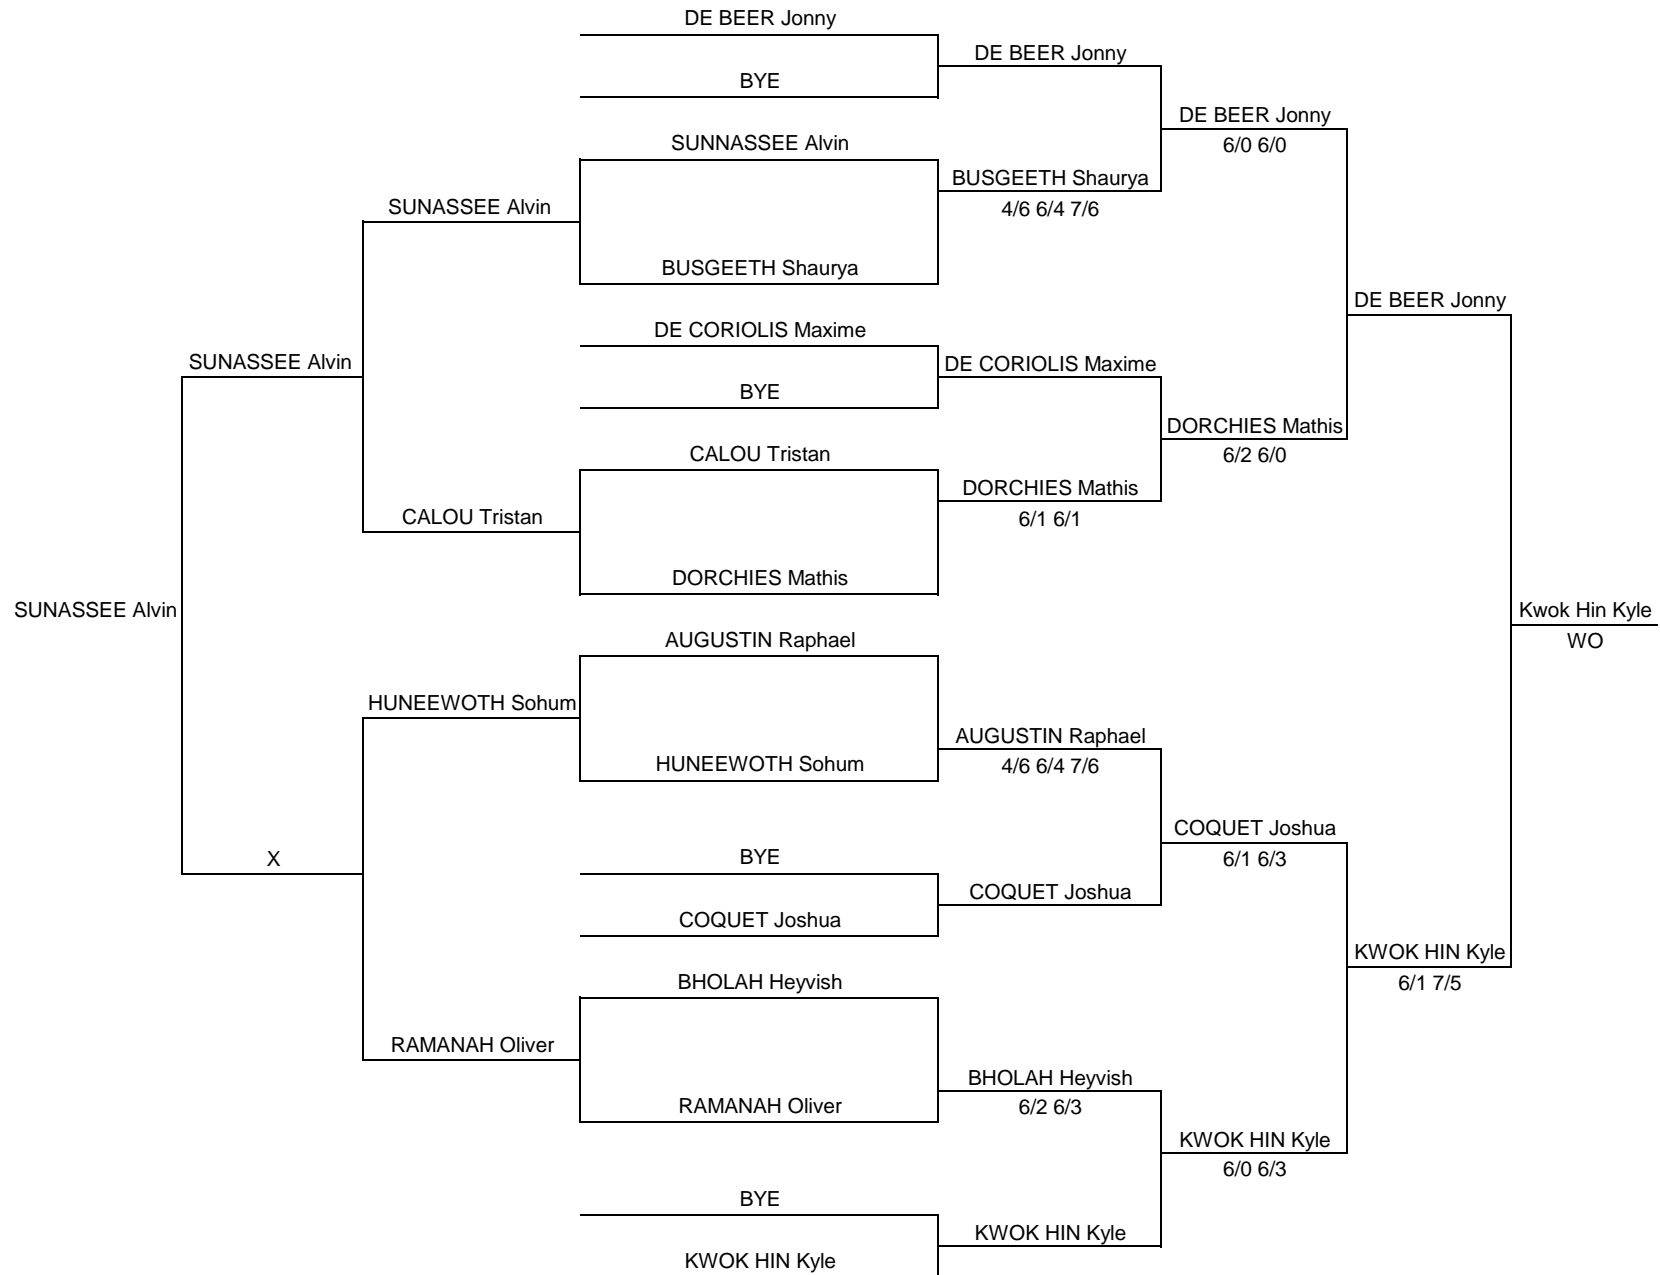 DE BEER Jonny
DE BEER Jonny
BYE
DE BEER Jonny
6/0 6/0
SUNNASSEE Alvin
BUSGEETH Shaurya
SUNASSEE Alvin
4/6 6/4 7/6
BUSGEETH Shaurya
DE BEER Jonny
DE CORIOLIS Maxime
SUNASSEE Alvin
DE CORIOLIS Maxime
BYE
DORCHIES Mathis
6/2 6/0
CALOU Tristan
DORCHIES Mathis
CALOU Tristan
6/1 6/1
DORCHIES Mathis
SUNASSEE Alvin
Kwok Hin Kyle
WO
AUGUSTIN Raphael
HUNEEWOTH Sohum
AUGUSTIN Raphael
HUNEEWOTH Sohum
4/6 6/4 7/6
COQUET Joshua
X
BYE
6/1 6/3
COQUET Joshua
COQUET Joshua
KWOK HIN Kyle
BHOLAH Heyvish
6/1 7/5
RAMANAH Oliver
BHOLAH Heyvish
RAMANAH Oliver
6/2 6/3
KWOK HIN Kyle
6/0 6/3
BYE
KWOK HIN Kyle
KWOK HIN Kyle